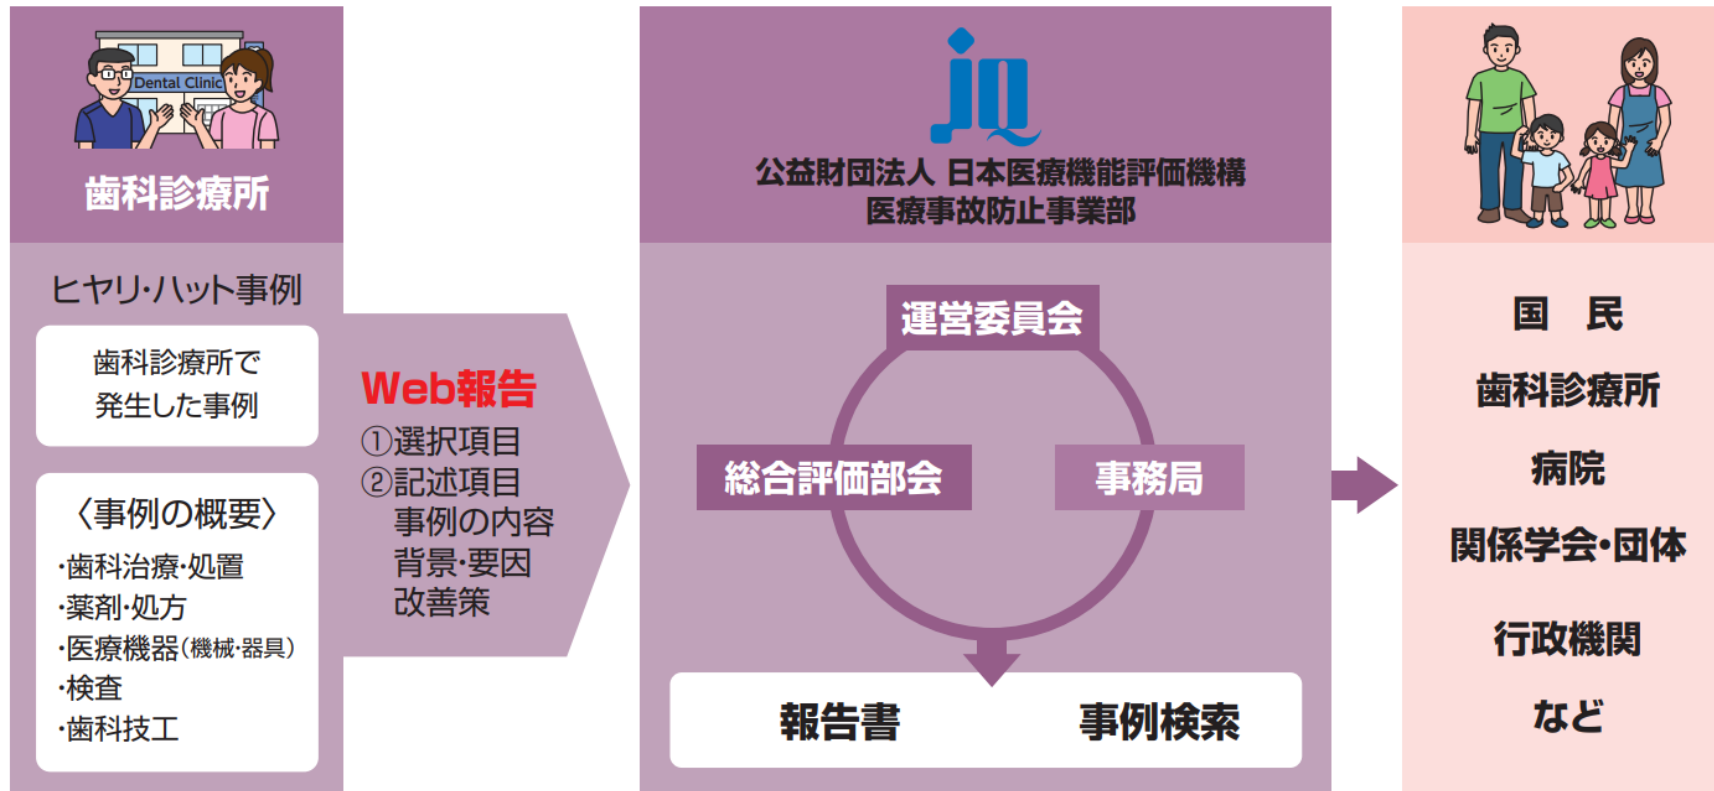 Dental Clinic
歯科診療所
ヒヤリ・ハット事例
歯科診療所で
発生した事例
〈事例の概要〉
・歯科治療・処置
・薬剤・処方
・医療機器(機械・器具)
・検査
・歯科技工
Web報告
①選択項目
②記述項目
事例の内容
背景・要因
改善策
jQ
公益財団法人 日本医療機能評価機構
医療事故防止事業部
運営委員会
総合評価部会
事務局
報告書
事例検索
国　民
歯科診療所
病院
関係学会・団体
行政機関
など